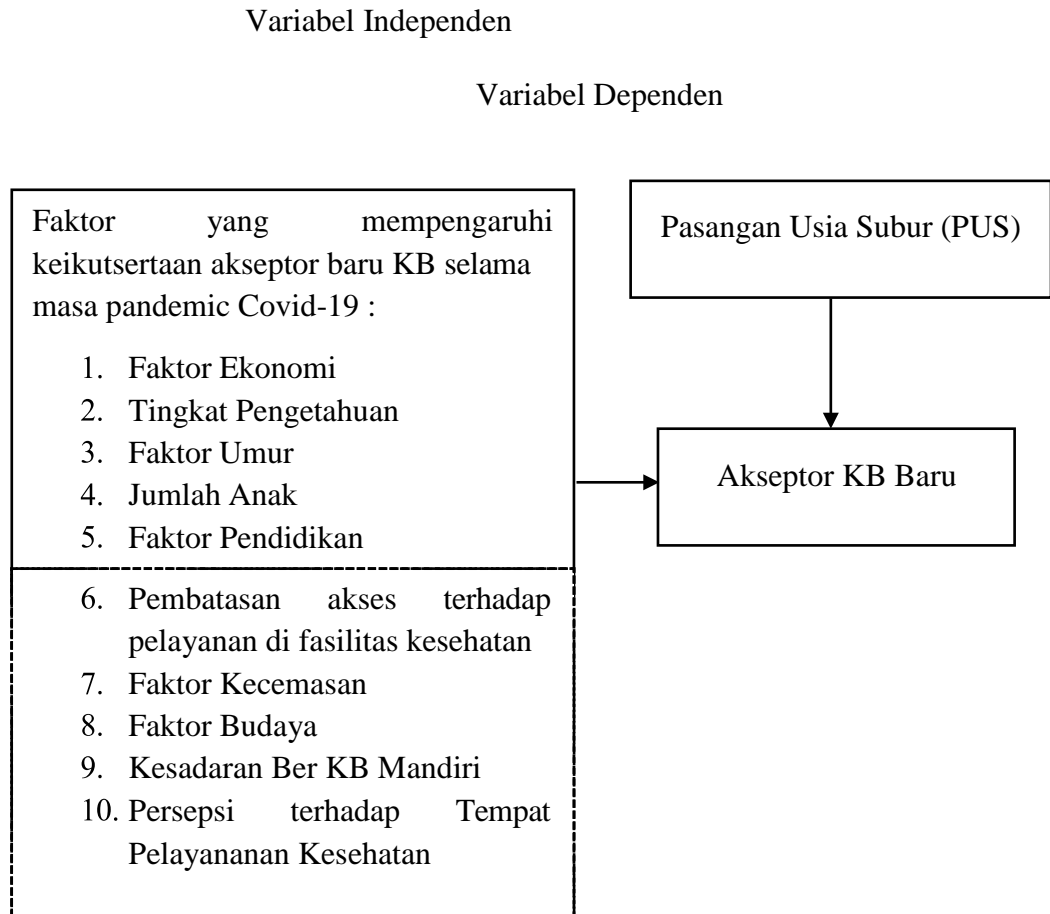 Variabel Independen
Variabel Dependen
Faktor yang mempengaruhi
keikutsertaan akseptor baru KB selama
masa pandemic Covid-19 :
1. Faktor Ekonomi
2. Tingkat Pengetahuan
3. Faktor Umur
4. Jumlah Anak
5. Faktor Pendidikan
6. Pembatasan akses terhadap
pelayanan di fasilitas kesehatan
7. Faktor Kecemasan
8. Faktor Budaya
9. Kesadaran Ber KB Mandiri
10. Persepsi terhadap Tempat
Pelayananan Kesehatan
Pasangan Usia Subur (PUS)
Akseptor KB Baru